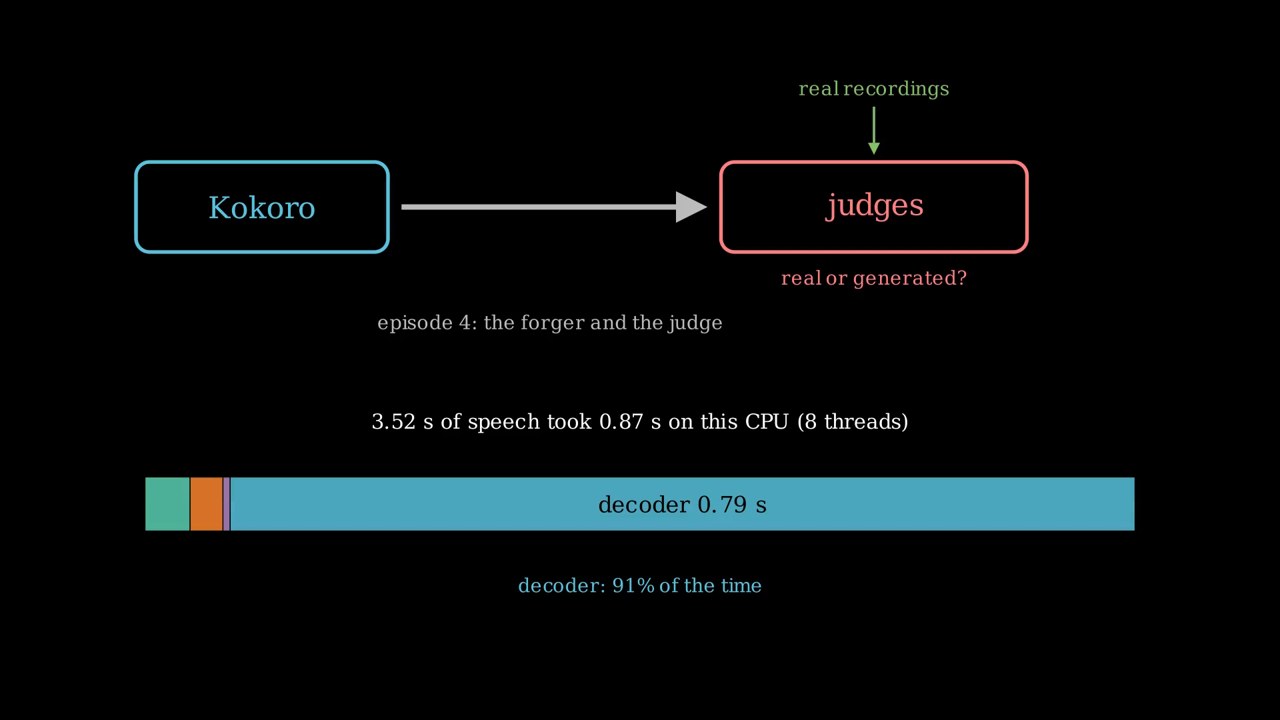 real recordings
Kokoro
judges
real or generated?
episode 4: the forger and the judge
3.52 s of speech took 0.87 s on this CPU (8 threads)
decoder 0.79 s
decoder: 91% of the time